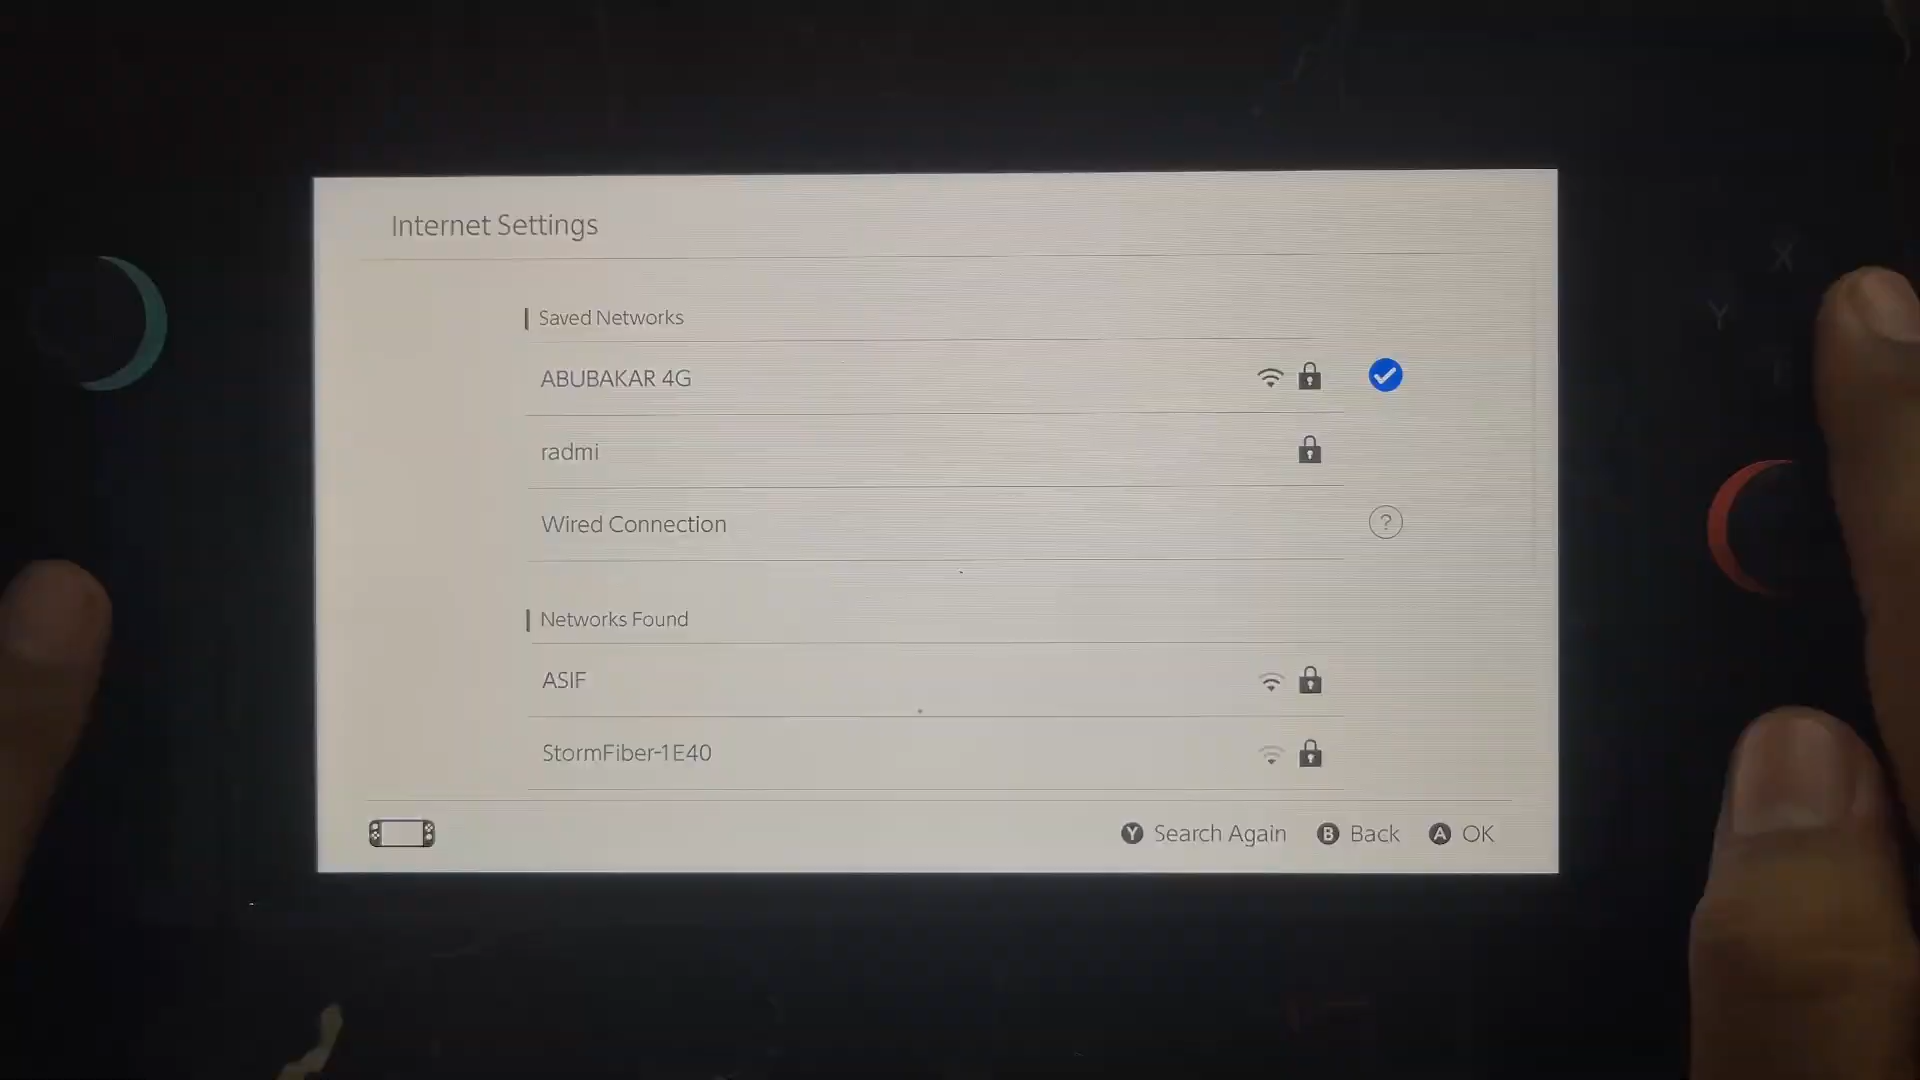 Internet Settings
Saved Networks
ABUBAKAR 4G
radmi
Wired Connection
?
Networks Found
ASIF
StormFiber-1E40
Y Search Again B Back A OK
X
Y